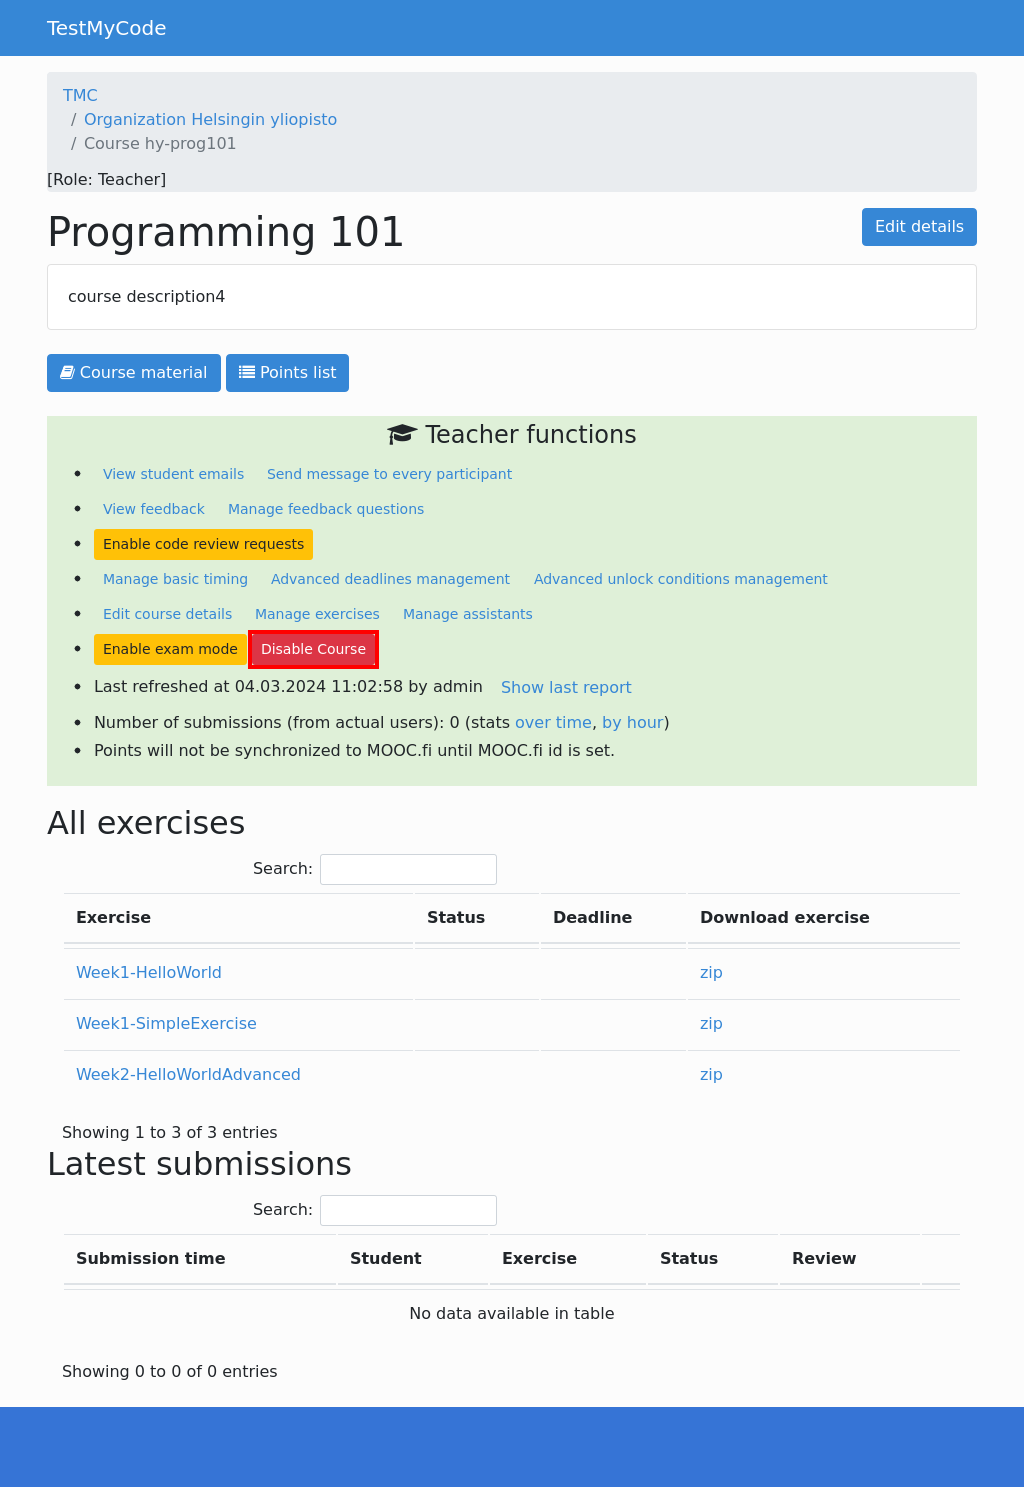 TestMyCode
TMC
/ Organization Helsingin yliopisto
/ Course hy-prog101
[Role: Teacher]
Programming 101
Edit details
course description4
Course material Points list
Teacher functions
• View student emails Send message to every participant
• View feedback Manage feedback questions
• Enable code review requests
• Manage basic timing Advanced deadlines management Advanced unlock conditions management
• Edit course details Manage exercises Manage assistants
• Enable exam mode Disable Course
• Last refreshed at 04.03.2024 11:02:58 by admin Show last report
• Number of submissions (from actual users): 0 (stats over time, by hour)
• Points will not be synchronized to MOOC.fi until MOOC.fi id is set.
All exercises
Search:
Exercise Status Deadline Download exercise
Week1-HelloWorld zip
Week1-SimpleExercise zip
Week2-HelloWorldAdvanced zip
Showing 1 to 3 of 3 entries
Latest submissions
Search:
Submission time Student Exercise Status Review
No data available in table
Showing 0 to 0 of 0 entries